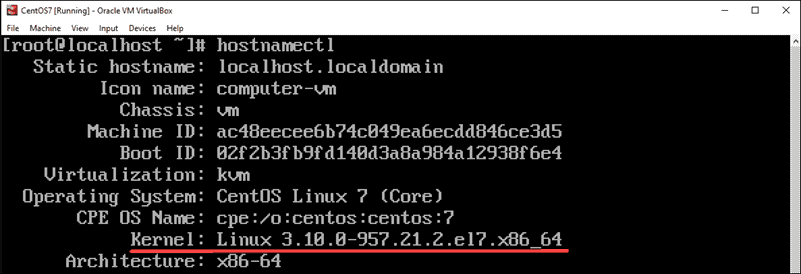 CentOS7 [Running] - Oracle VM VirtualBox
File Machine View Input Devices Help
[root@localhost ~]# hostnamectl
Static hostname: localhost.localdomain
Icon name: computer-vm
Chassis: vm
Machine ID: ac48eecee6b74c049ea6ecdd846ce3d5
Boot ID: 02f2b3fb9fd140d3a8a984a12938f6e4
Virtualization: kvm
Operating System: CentOS Linux 7 (Core)
CPE OS Name: cpe:/o:centos:centos:7
Kernel: Linux 3.10.0-957.21.2.el7.x86_64
Architecture: x86-64